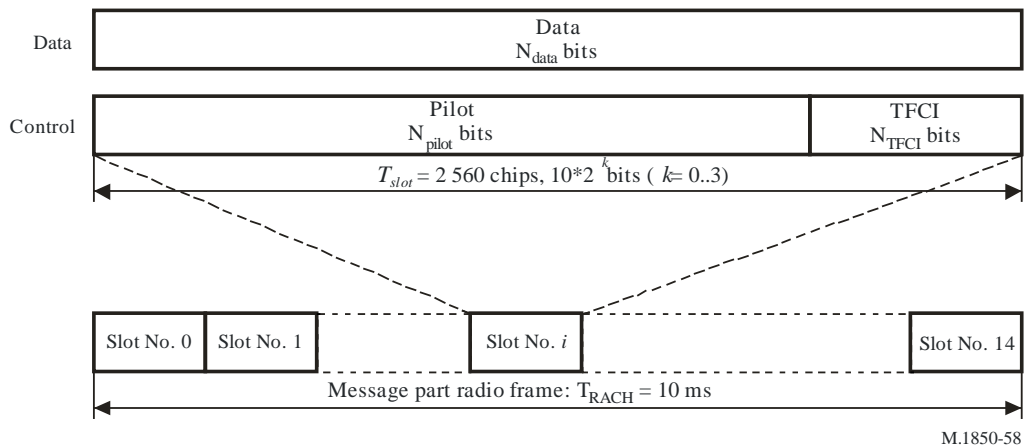 Data
Data
N_data bits
Control
Pilot
N_pilot bits
TFCI
N_TFCI bits
T_slot = 2 560 chips, 10*2^k bits ( k= 0..3)
Slot No. 0
Slot No. 1
Slot No. i
Slot No. 14
Message part radio frame: T_RACH = 10 ms
M.1850-58